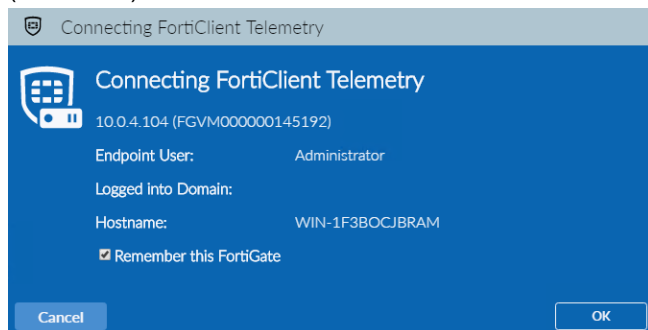 Connecting FortiClient Telemetry
Connecting FortiClient Telemetry
10.0.4.104 (FGVM000000145192)
Endpoint User: Administrator
Logged into Domain:
Hostname: WIN-1F3BOCJBRAM
Remember this FortiGate
Cancel OK